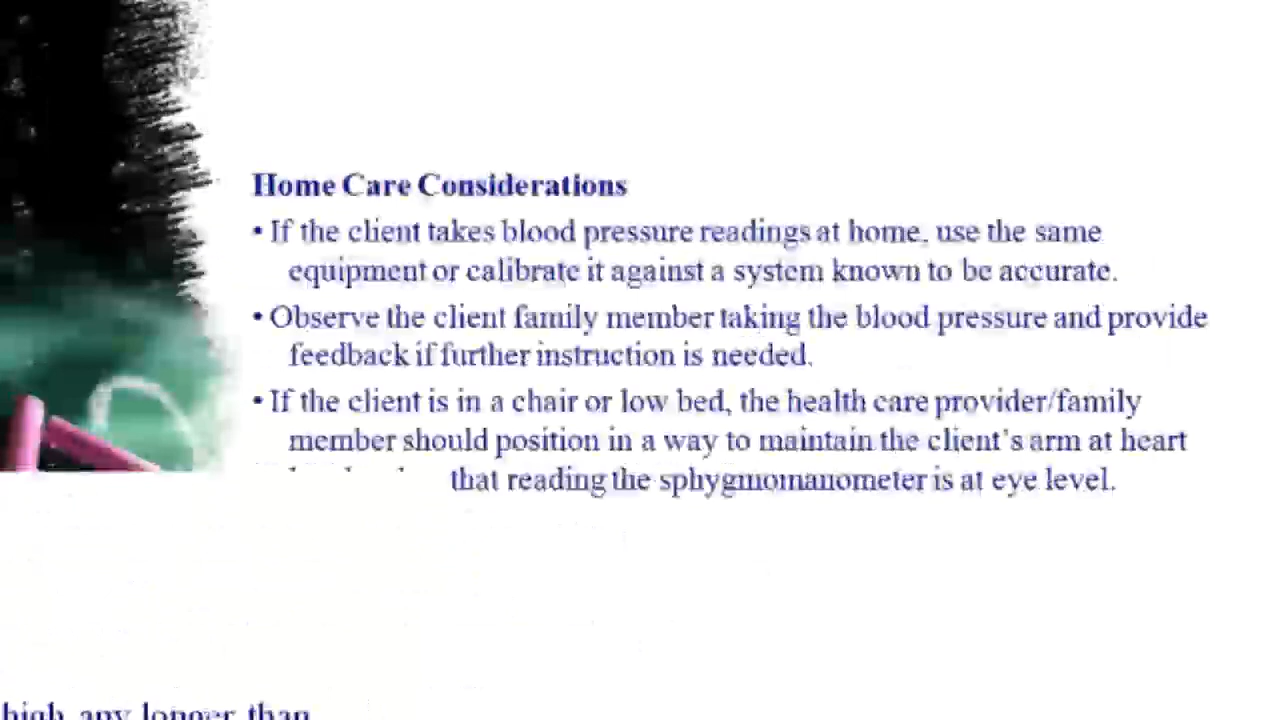 Home Care Considerations
• If the client takes blood pressure readings at home, use the same
equipment or calibrate it against a system known to be accurate.
• Observe the client family member taking the blood pressure and provide
feedback if further instruction is needed.
• If the client is in a chair or low bed, the health care provider/family
member should position in a way to maintain the client's arm at heart
that reading the sphygmomanometer is at eye level.
high any longer than